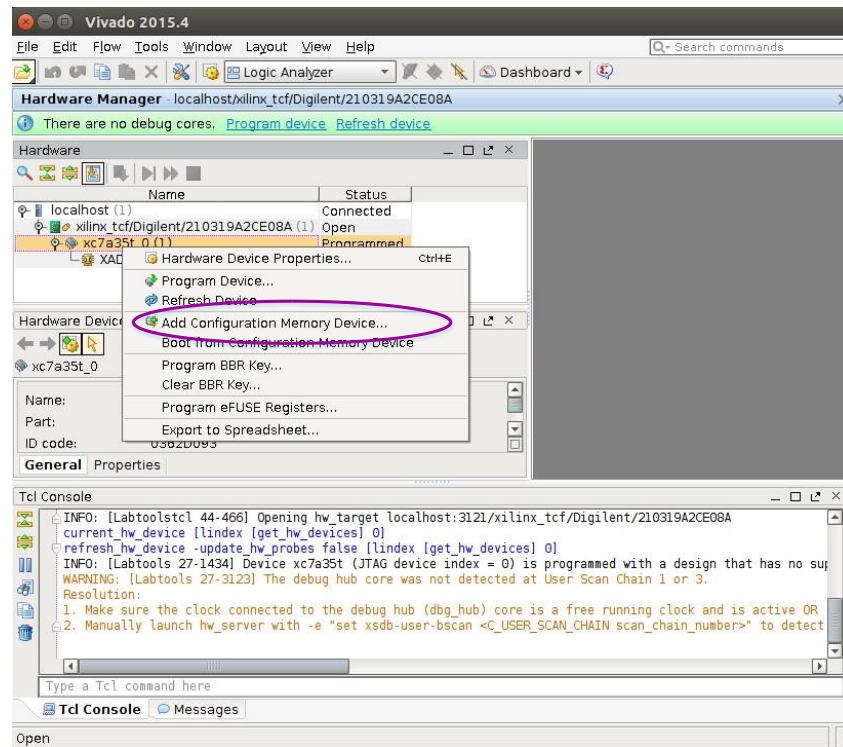 Vivado 2015.4
File Edit Flow Tools Window Layout View Help
Search commands
Logic Analyzer Dashboard
Hardware Manager - localhost/xilinx_tcf/Digilent/210319A2CE08A
There are no debug cores. Program device Refresh device
Hardware
Name Status
localhost (1) Connected
xilinx_tcf/Digilent/210319A2CE08A (1) Open
xc7a35t_0 (1) Programmed
XAD
Hardware Device Properties... Ctrl+E
Program Device...
Refresh Device
Hardware Devic
Add Configuration Memory Device...
Boot from Configuration Memory Device
xc7a35t_0
Program BBR Key...
Clear BBR Key...
Name:
Program eFUSE Registers...
Part:
Export to Spreadsheet...
ID code: 0362D093
General Properties
Tcl Console
INFO: [Labtoolstcl 44-466] Opening hw_target localhost:3121/xilinx_tcf/Digilent/210319A2CE08A
current_hw_device [lindex [get_hw_devices] 0]
refresh_hw_device -update_hw_probes false [lindex [get_hw_devices] 0]
INFO: [Labtools 27-1434] Device xc7a35t (JTAG device index = 0) is programmed with a design that has no sup
WARNING: [Labtools 27-3123] The debug hub core was not detected at User Scan Chain 1 or 3.
Resolution:
1. Make sure the clock connected to the debug hub (dbg_hub) core is a free running clock and is active OR
2. Manually launch hw_server with -e "set xsdb-user-bscan <C_USER_SCAN_CHAIN scan_chain_number>" to detect
Type a Tcl command here
Tcl Console Messages
Open